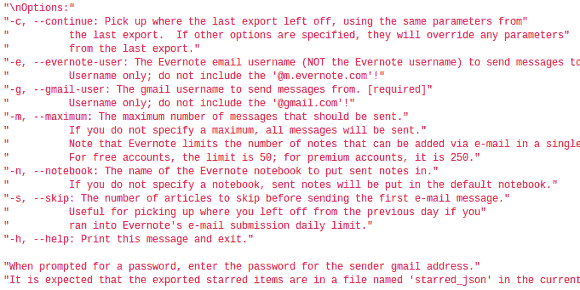 "\nOptions:"
"-c, --continue: Pick up where the last export left off, using the same parameters from"
"          the last export.  If other options are specified, they will override any parameters"
"          from the last export."
"-e, --evernote-user: The Evernote email username (NOT the Evernote username) to send messages to
"          Username only; do not include the '@m.evernote.com'!"
"-g, --gmail-user: The gmail username to send messages from. [required]"
"          Username only; do not include the '@gmail.com'!"
"-m, --maximum: The maximum number of messages that should be sent."
"          If you do not specify a maximum, all messages will be sent."
"          Note that Evernote limits the number of notes that can be added via e-mail in a single
"          For free accounts, the limit is 50; for premium accounts, it is 250."
"-n, --notebook: The name of the Evernote notebook to put sent notes in."
"          If you do not specify a notebook, sent notes will be put in the default notebook."
"-s, --skip: The number of articles to skip before sending the first e-mail message."
"          Useful for picking up where you left off from the previous day if you"
"          ran into Evernote's e-mail submission daily limit."
"-h, --help: Print this message and exit."
"When prompted for a password, enter the password for the sender gmail address."
"It is expected that the exported starred items are in a file named 'starred_json' in the current